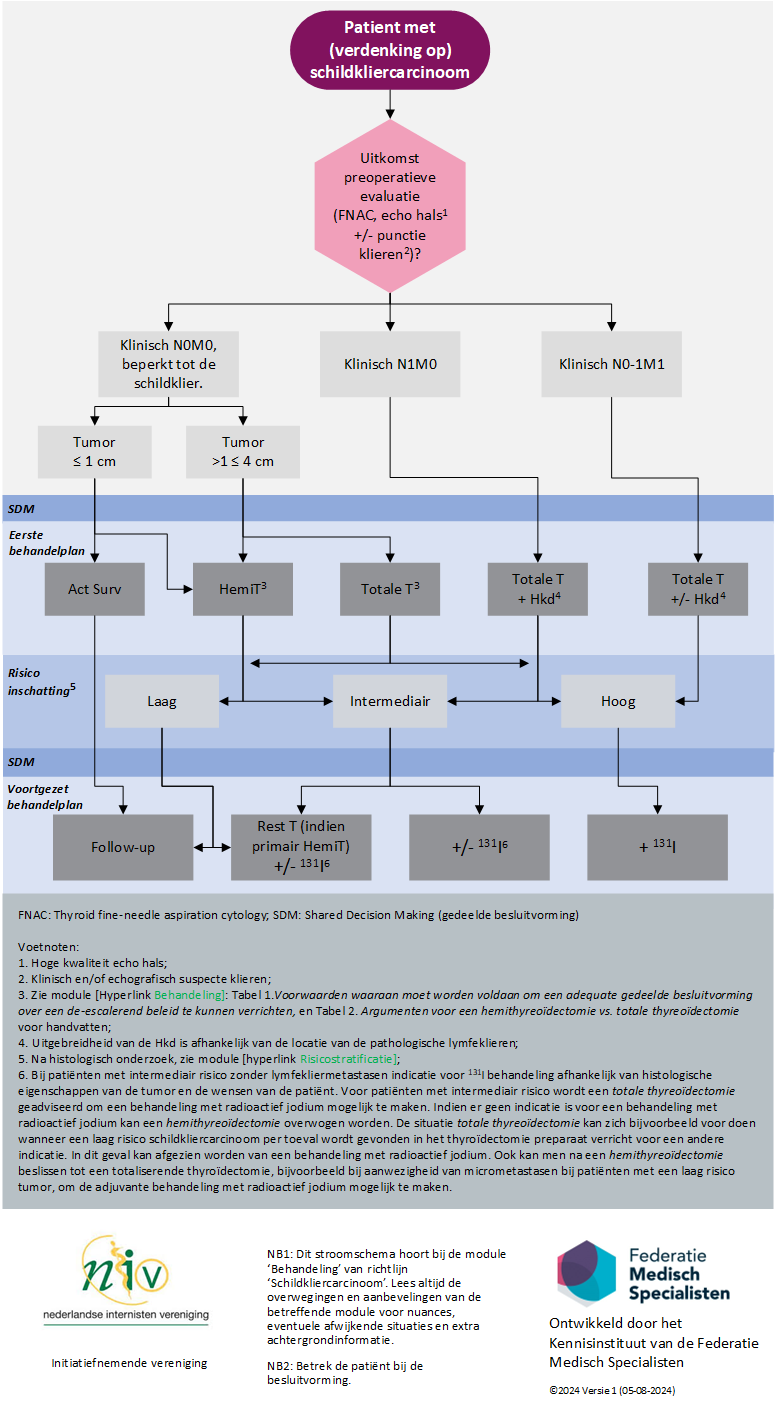 Patient met
(verdenking op)
schildkliercarcinoom
Uitkomst
preoperatieve
evaluatie
(FNAC, echo hals¹
+/- punctie
klieren²)?
Klinisch N0M0,
beperkt tot de
schildklier.
Klinisch N1M0
Klinisch N0-1M1
Tumor
≤ 1 cm
Tumor
>1 ≤ 4 cm
SDM
Eerste
behandelplan
Act Surv
HemiT³
Totale T³
Totale T
+ Hkd⁴
Totale T
+/- Hkd⁴
Risico
inschatting⁵
Laag
Intermediair
Hoog
SDM
Voortgezet
behandelplan
Follow-up
Rest T (indien
primair HemiT)
+/- ¹³¹I⁶
+/- ¹³¹I⁶
+ ¹³¹I
FNAC: Thyroid fine-needle aspiration cytology; SDM: Shared Decision Making (gedeelde besluitvorming)
Voetnoten:
1. Hoge kwaliteit echo hals;
2. Klinisch en/of echografisch suspecte klieren;
3. Zie module [Hyperlink Behandeling]: Tabel 1.Voorwaarden waaraan moet worden voldaan om een adequate gedeelde besluitvorming
over een de-escalerend beleid te kunnen verrichten, en Tabel 2. Argumenten voor een hemithyreoïdectomie vs. totale thyreoïdectomie
voor handvatten;
4. Uitgebreidheid van de Hkd is afhankelijk van de locatie van de pathologische lymfeklieren;
5. Na histologisch onderzoek, zie module [hyperlink Risicostratificatie];
6. Bij patiënten met intermediair risico zonder lymfekliermetastasen indicatie voor ¹³¹I behandeling afhankelijk van histologische
eigenschappen van de tumor en de wensen van de patiënt. Voor patiënten met intermediair risico wordt een totale thyreoïdectomie
geadviseerd om een behandeling met radioactief jodium mogelijk te maken. Indien er geen indicatie is voor een behandeling met
radioactief jodium kan een hemithyreoïdectomie overwogen worden. De situatie totale thyreoïdectomie kan zich bijvoorbeeld voor doen
wanneer een laag risico schildkliercarcinoom per toeval wordt gevonden in het thyroïdectomie preparaat verricht voor een andere
indicatie. In dit geval kan afgezien worden van een behandeling met radioactief jodium. Ook kan men na een hemithyreoïdectomie
beslissen tot een totaliserende thyroïdectomie, bijvoorbeeld bij aanwezigheid van micrometastasen bij patiënten met een laag risico
tumor, om de adjuvante behandeling met radioactief jodium mogelijk te maken.
niv
nederlandse internisten vereniging
Initiatiefnemende vereniging
NB1: Dit stroomschema hoort bij de module
‘Behandeling’ van richtlijn
‘Schildkliercarcinoom’. Lees altijd de
overwegingen en aanbevelingen van de
betreffende module voor nuances,
eventuele afwijkende situaties en extra
achtergrondinformatie.
NB2: Betrek de patiënt bij de
besluitvorming.
Federatie
Medisch
Specialisten
Ontwikkeld door het
Kennisinstituut van de Federatie
Medisch Specialisten
©2024 Versie 1 (05-08-2024)